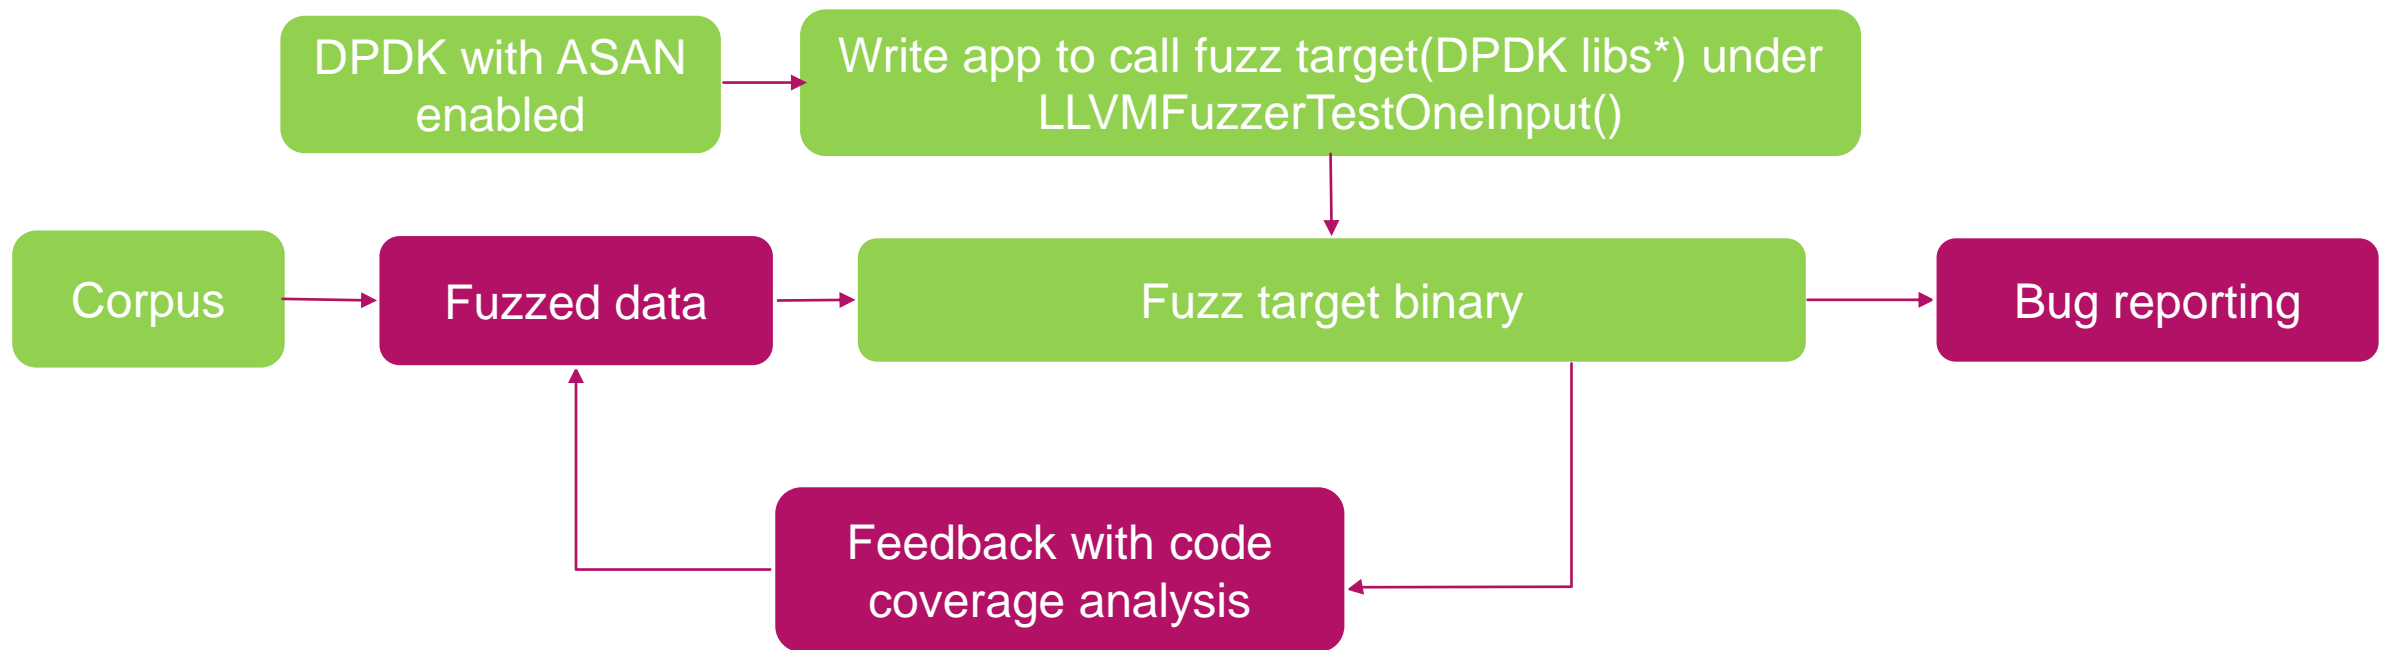 DPDK with ASAN
enabled
Write app to call fuzz target(DPDK libs*) under
LLVMFuzzerTestOneInput()
Corpus
Fuzzed data
Fuzz target binary
Bug reporting
Feedback with code
coverage analysis